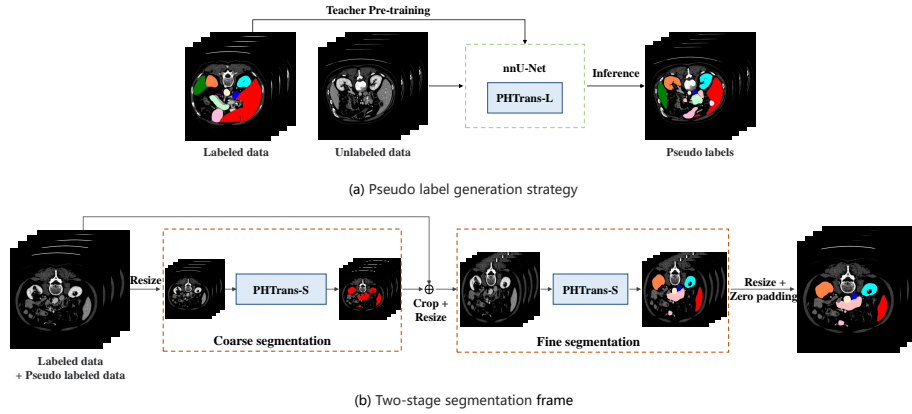 Teacher Pre-training
nnU-Net
PHTrans-L
Inference
Labeled data
Unlabeled data
Pseudo labels
(a) Pseudo label generation strategy
Resize
PHTrans-S
Coarse segmentation
Crop +
Resize
PHTrans-S
Fine segmentation
Resize +
Zero padding
Labeled data
+ Pseudo labeled data
(b) Two-stage segmentation frame